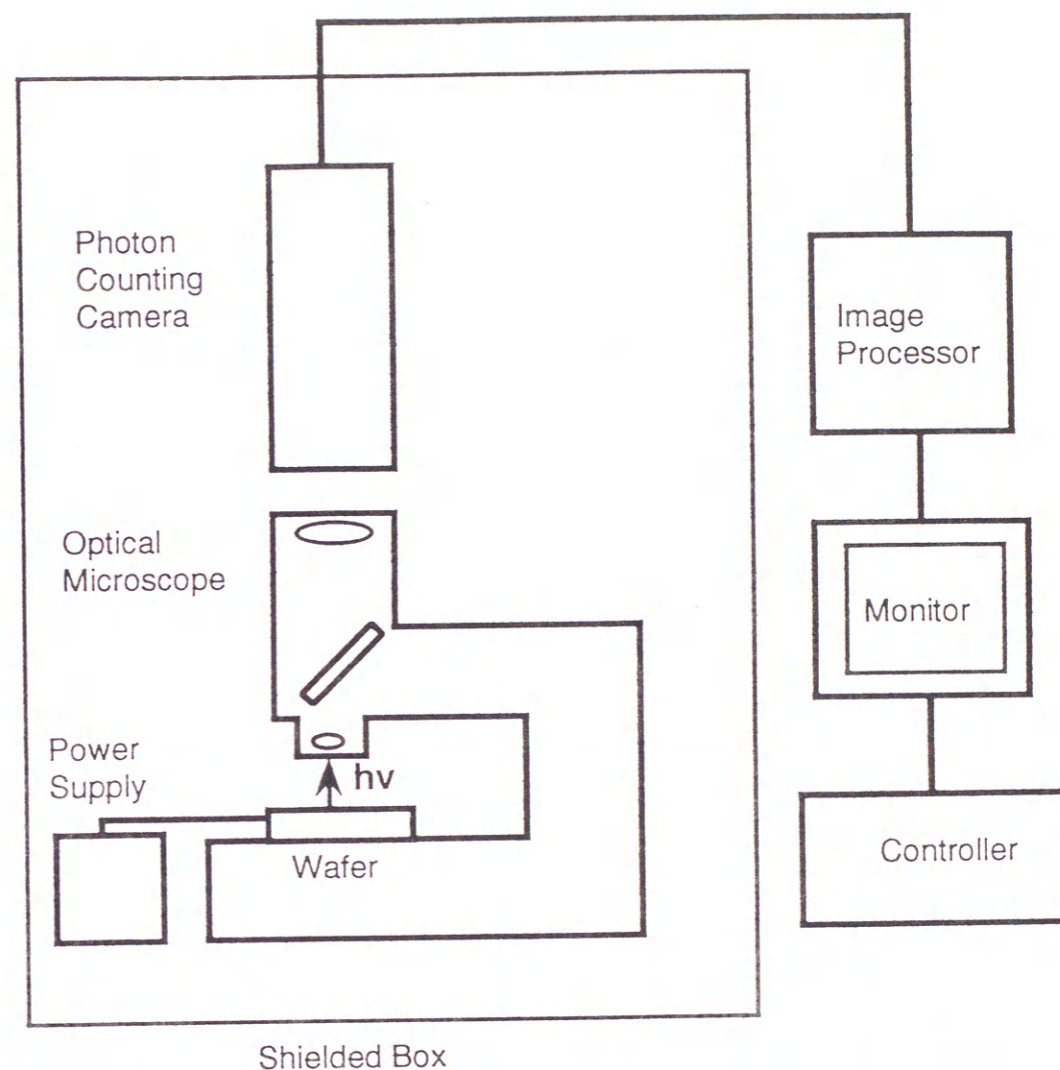 Photon
Counting
Camera
Image
Processor
Optical
Microscope
Monitor
Power
Supply
hv
Wafer
Controller
Shielded Box